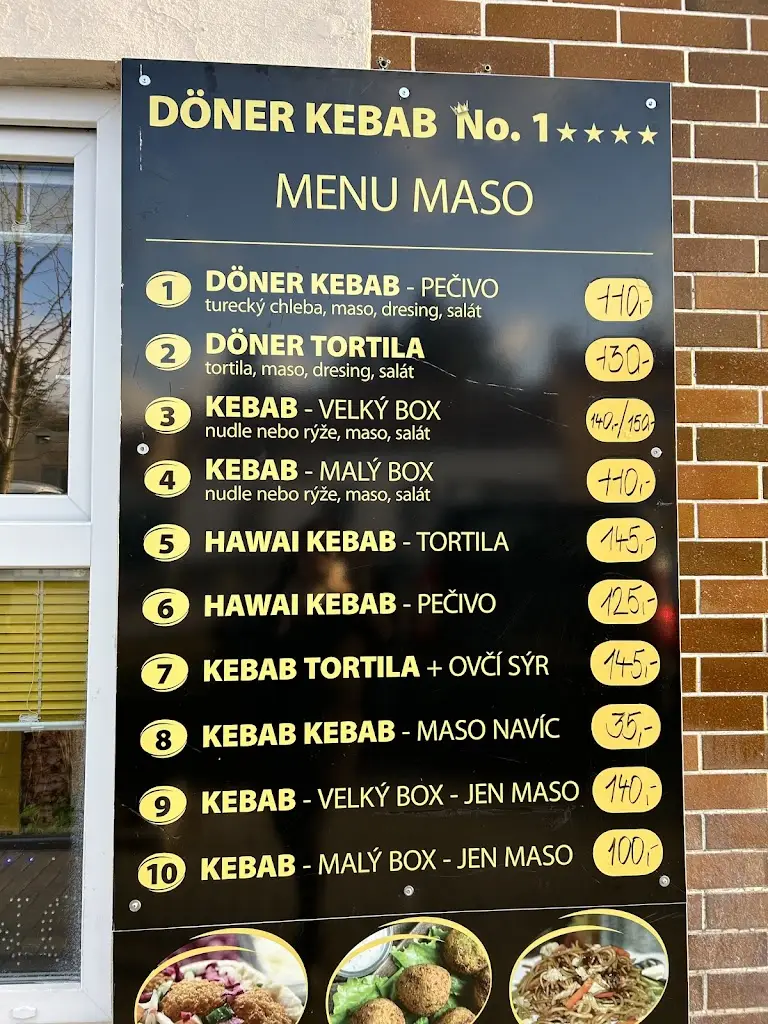 DÖNER KEBAB No. 1 ★★★★
MENU MASO
1 DÖNER KEBAB - PEČIVO 110,-
turecký chleba, maso, dresing, salát
2 DÖNER TORTILA 130,-
tortila, maso, dresing, salát
3 KEBAB - VELKÝ BOX 140,-/150,-
nudle nebo rýže, maso, salát
4 KEBAB - MALÝ BOX 110,-
nudle nebo rýže, maso, salát
5 HAWAI KEBAB - TORTILA 145,-
6 HAWAI KEBAB - PEČIVO 125,-
7 KEBAB TORTILA + OVČÍ SÝR 145,-
8 KEBAB KEBAB - MASO NAVÍC 35,-
9 KEBAB - VELKÝ BOX - JEN MASO 140,-
10 KEBAB - MALÝ BOX - JEN MASO 100,-